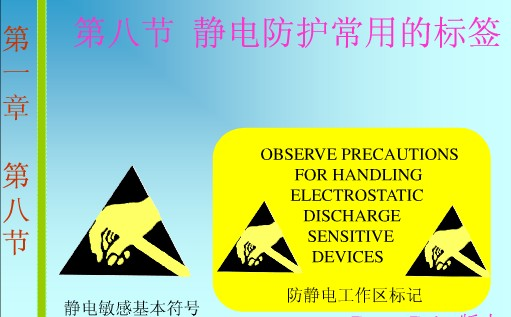 第八节 静电防护常用的标签
第一章 第八节
OBSERVE PRECAUTIONS
FOR HANDLING
ELECTROSTATIC
DISCHARGE
SENSITIVE
DEVICES
防静电工作区标记
静电敏感基本符号